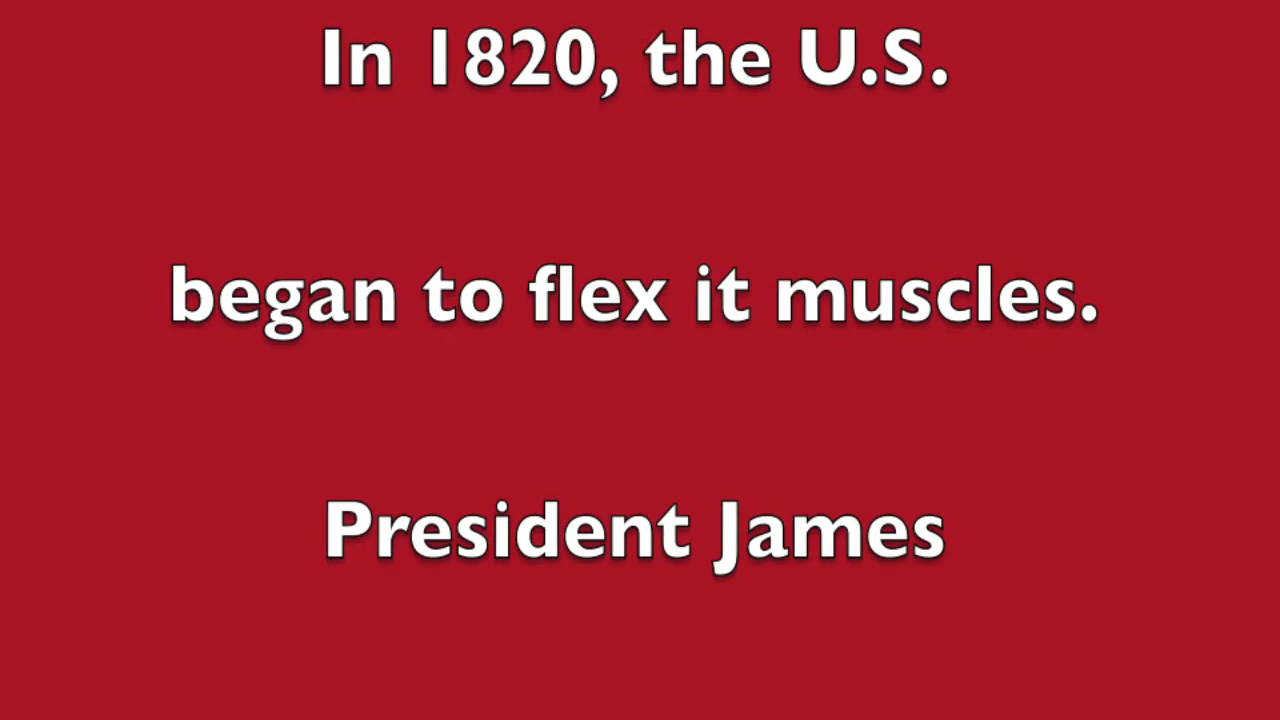 In 1820, the U.S.
began to flex it muscles.
President James